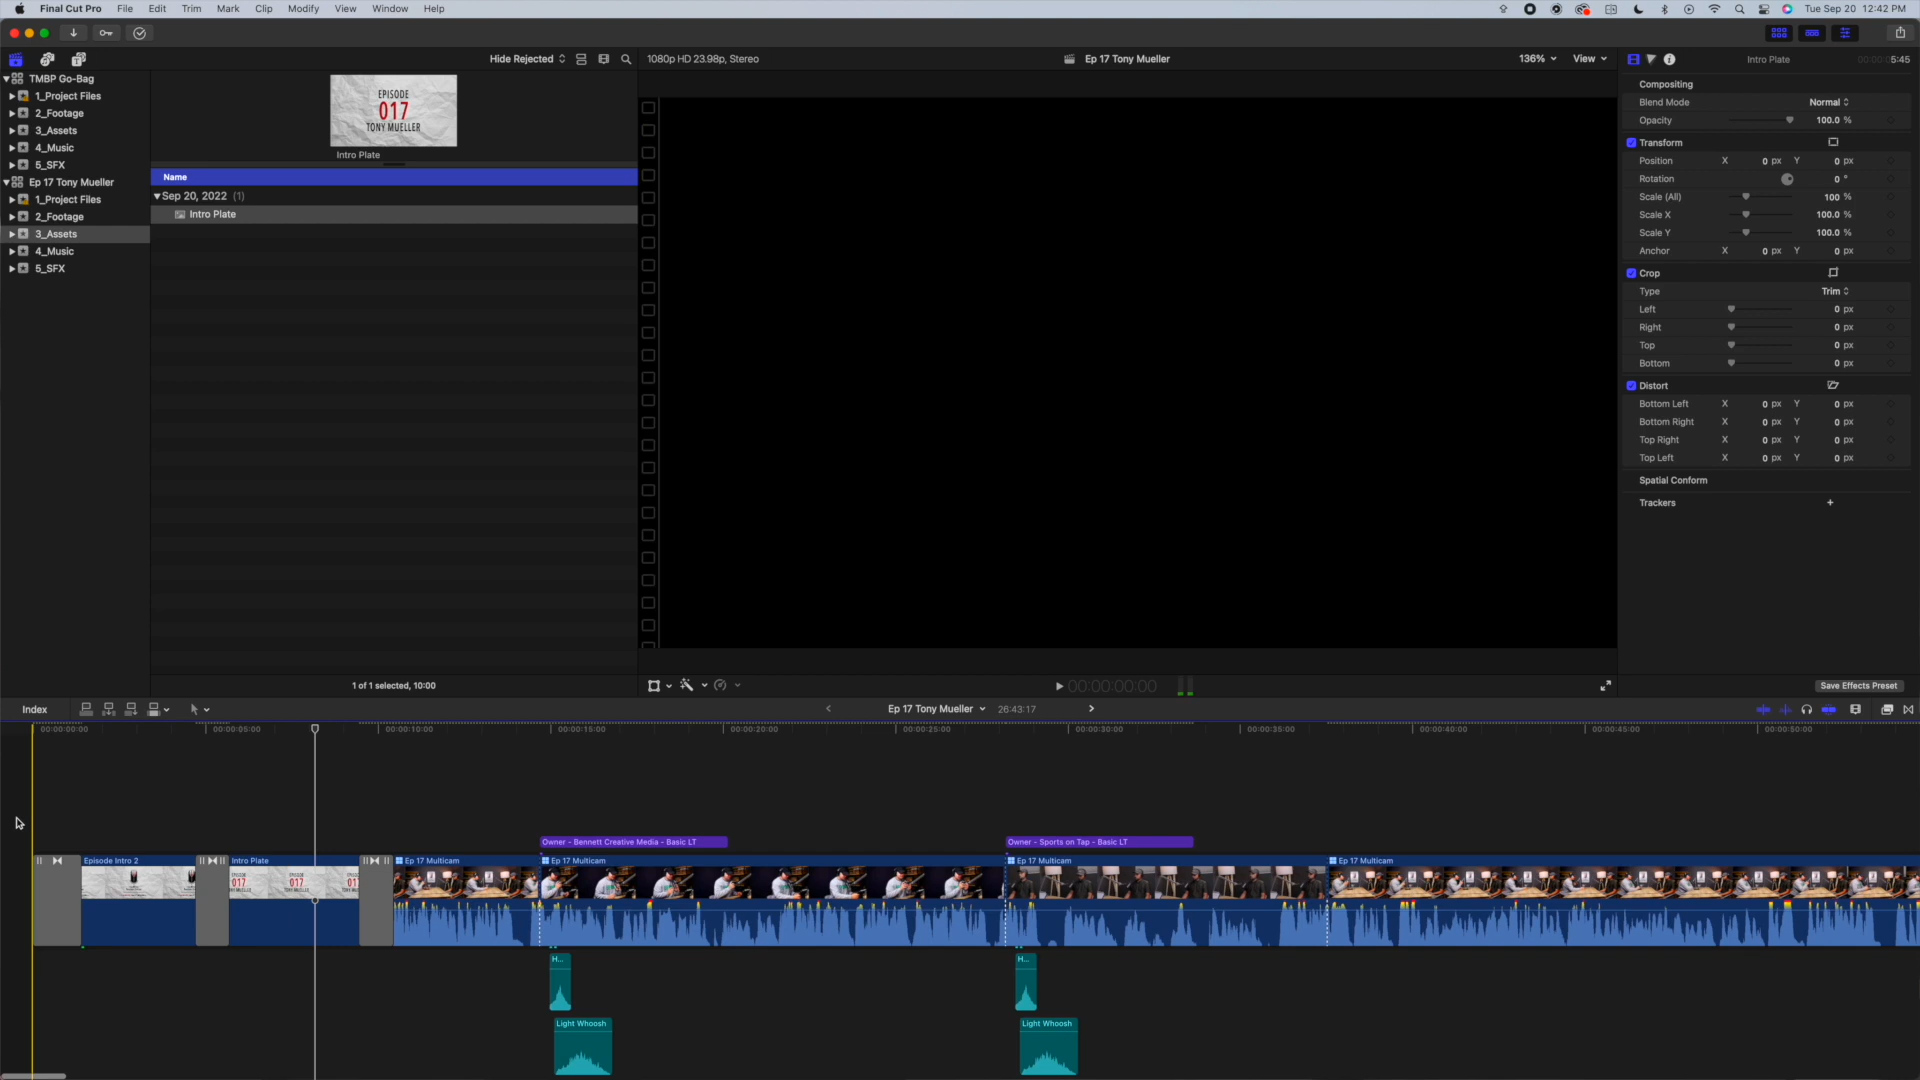 Final Cut Pro File Edit Trim Mark Clip Modify View Window Help
Tue Sep 20 12:42 PM
Hide Rejected
1080p HD 23.98p, Stereo
Ep 17 Tony Mueller
136%
View
Intro Plate
5:45
TMBP Go-Bag
1_Project Files
2_Footage
3_Assets
4_Music
5_SFX
Ep 17 Tony Mueller
1_Project Files
2_Footage
3_Assets
4_Music
5_SFX
EPISODE
017
TONY MUELLER
Intro Plate
Name
Sep 20, 2022 (1)
Intro Plate
1 of 1 selected, 10:00
Compositing
Blend Mode Normal
Opacity 100.0 %
Transform
Position X 0 px Y 0 px
Rotation 0 °
Scale (All) 100 %
Scale X 100.0 %
Scale Y 100.0 %
Anchor X 0 px Y 0 px
Crop
Type Trim
Left 0 px
Right 0 px
Top 0 px
Bottom 0 px
Distort
Bottom Left X 0 px Y 0 px
Bottom Right X 0 px Y 0 px
Top Right X 0 px Y 0 px
Top Left X 0 px Y 0 px
Spatial Conform
Trackers +
00:00:00:00
Save Effects Preset
Index
Ep 17 Tony Mueller 26:43:17
00:00:00:00 00:00:05:00 00:00:10:00 00:00:15:00 00:00:20:00 00:00:25:00 00:00:30:00 00:00:35:00 00:00:40:00 00:00:45:00 00:00:50:00
Owner - Bennett Creative Media - Basic LT
Owner - Sports on Tap - Basic LT
Episode Intro 2
Intro Plate
Ep 17 Multicam
Ep 17 Multicam
Ep 17 Multicam
Ep 17 Multicam
017
017
H...
H...
Light Whoosh
Light Whoosh